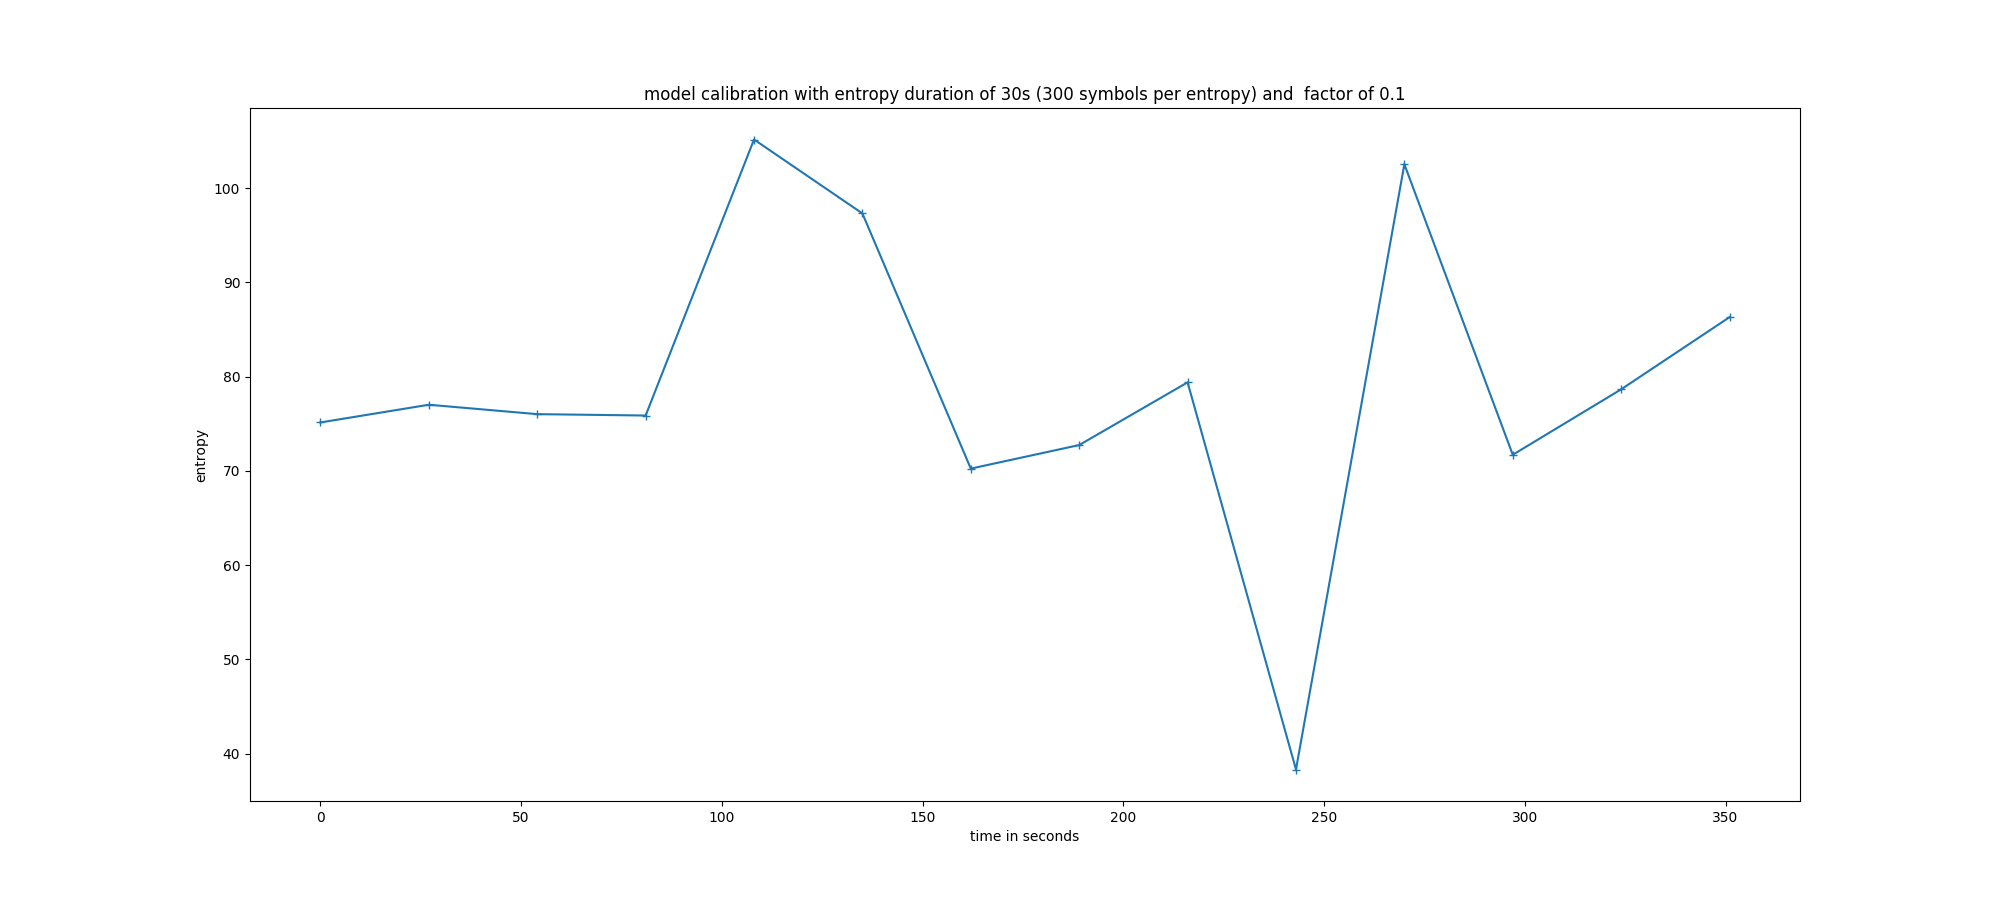 model calibration with entropy duration of 30s (300 symbols per entropy) and  factor of 0.1
100
90
80
70
60
50
40
entropy
0 50 100 150 200 250 300 350
time in seconds